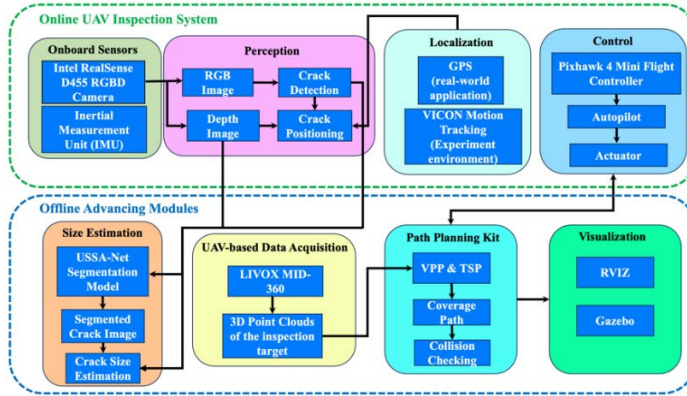 Online UAV Inspection System
Onboard Sensors
Intel RealSense
D455 RGBD
Camera
Inertial
Measurement
Unit (IMU)
Perception
RGB
Image
Crack
Detection
Depth
Image
Crack
Positioning
Localization
GPS
(real-world
application)
VICON Motion
Tracking
(Experiment
environment)
Control
Pixhawk 4 Mini Flight
Controller
Autopilot
Actuator
Offline Advancing Modules
Size Estimation
USSA-Net
Segmentation
Model
Segmented
Crack Image
Crack Size
Estimation
UAV-based Data Acquisition
LIVOX MID-
360
3D Point Clouds
of the inspection
target
Path Planning Kit
VPP & TSP
Coverage
Path
Collision
Checking
Visualization
RVIZ
Gazebo